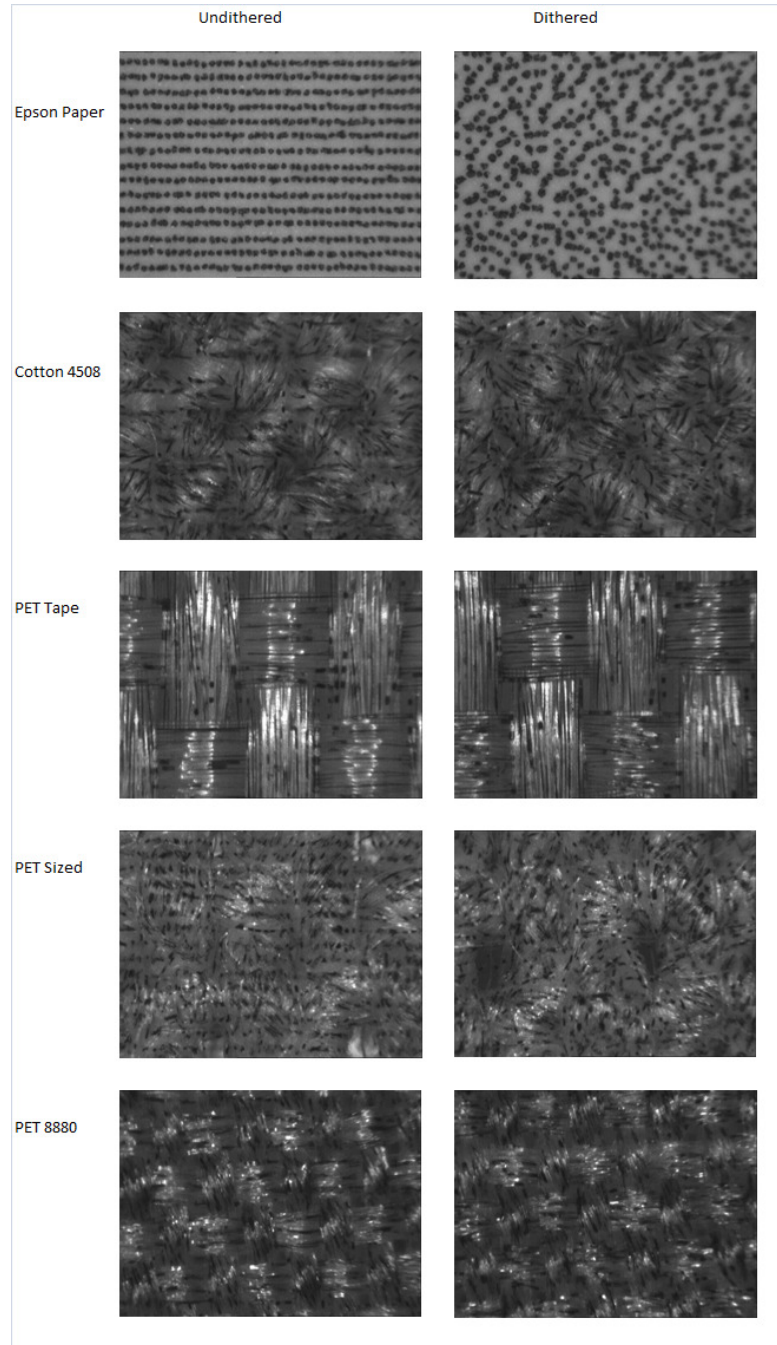 Undithered
Dithered
Epson Paper
Cotton 4508
PET Tape
PET Sized
PET 8880